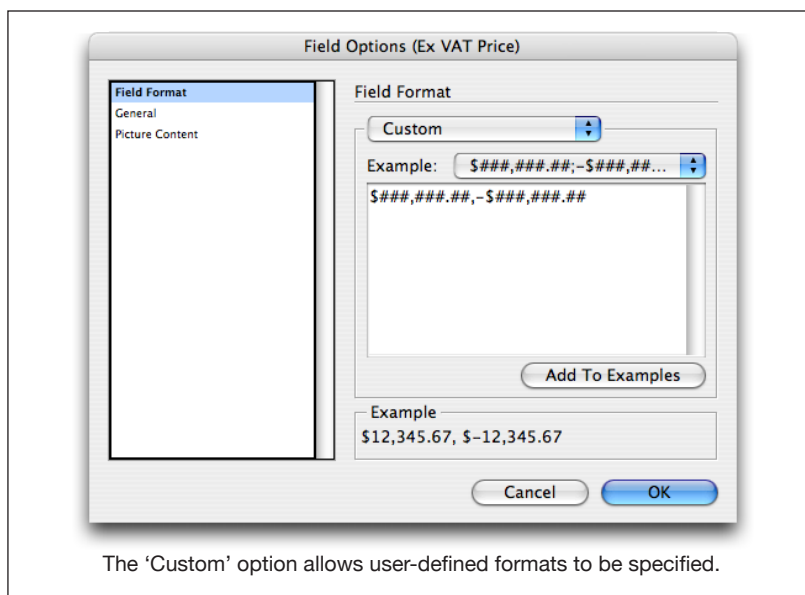 Field Options (Ex VAT Price)
Field Format
General
Picture Content
Field Format
Custom
Example: $###,###.##;-$###,##...
$###,###.##,-$###,###.##
Add To Examples
Example
$12,345.67, $-12,345.67
Cancel OK
The ‘Custom’ option allows user-defined formats to be specified.